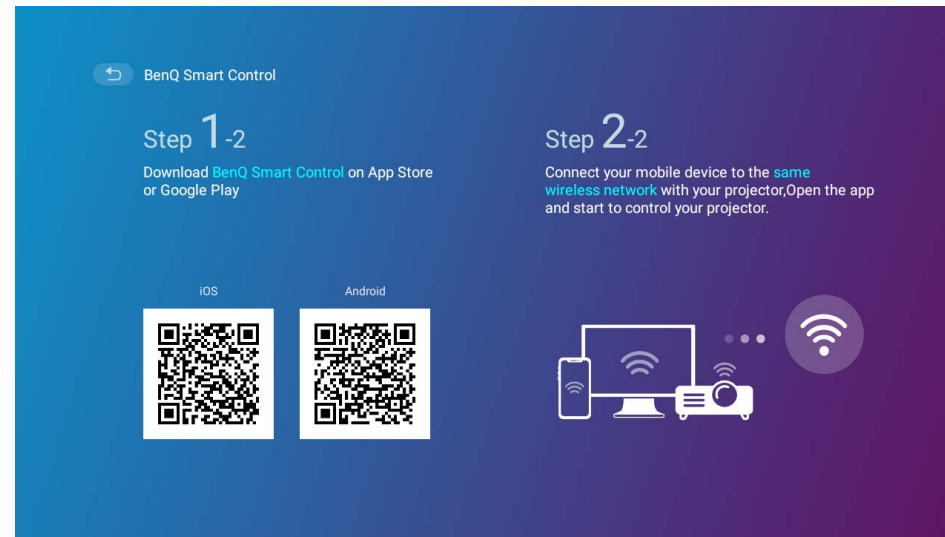 BenQ Smart Control
Step 1-2
Download BenQ Smart Control on App Store
or Google Play
iOS
Android
Step 2-2
Connect your mobile device to the same
wireless network with your projector,Open the app
and start to control your projector.